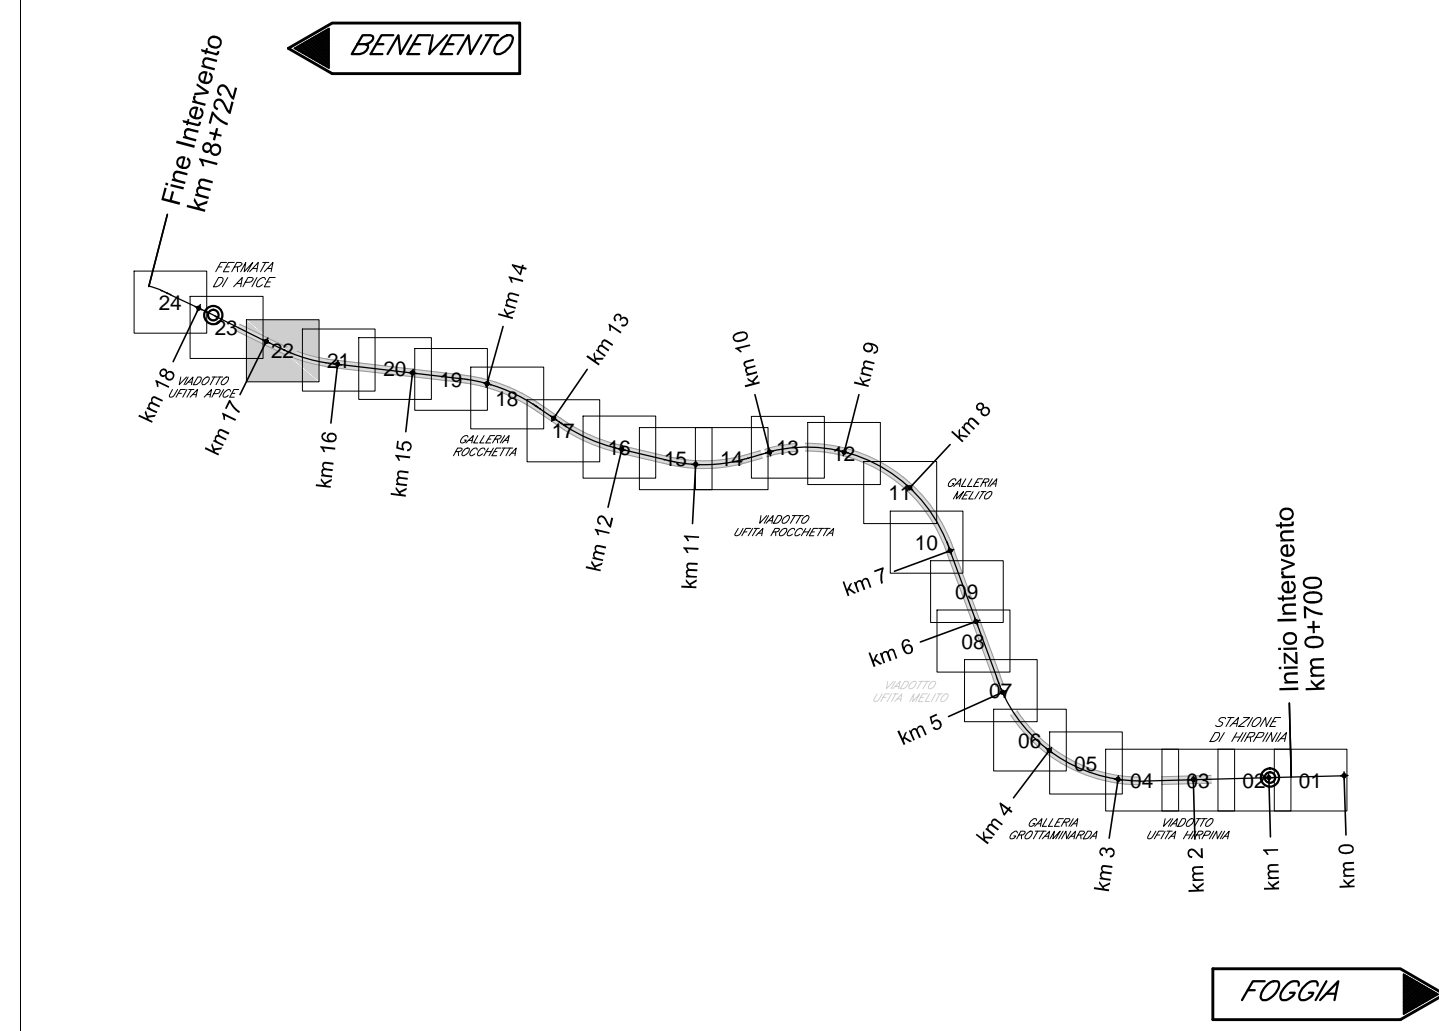 BENEVENTO
Fine Intervento
km 18+722
FERMATA
DI APICE
24
23
22
21
20
19
18
17
16
15
14
13
12
11
10
09
08
07
06
05
04
03
02
01
km 18
VIADOTTO
UFITA APICE
km 17
km 16
km 15
km 14
GALLERIA
ROCCHETTA
km 13
km 12
km 11
km 10
VIADOTTO
UFITA ROCCHETTA
km 9
km 8
GALLERIA
MELITO
km 7
km 6
VIADOTTO
UFITA MELITO
km 5
km 4
GALLERIA
GROTTAMINARDA
km 3
VIADOTTO
UFITA HIRPINIA
km 2
STAZIONE
DI HIRPINIA
km 1
Inizio Intervento
km 0+700
km 0
FOGGIA